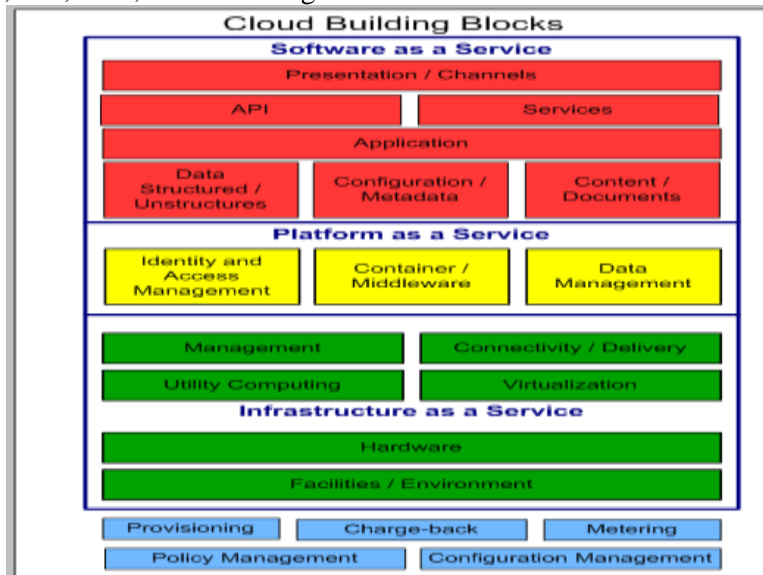 Cloud Building Blocks
Software as a Service
Presentation / Channels
API
Services
Application
Data
Structured /
Unstructures
Configuration /
Metadata
Content /
Documents
Platform as a Service
Identity and
Access
Management
Container /
Middleware
Data
Management
Management
Connectivity / Delivery
Utility Computing
Virtualization
Infrastructure as a Service
Hardware
Facilities / Environment
Provisioning
Charge-back
Metering
Policy Management
Configuration Management